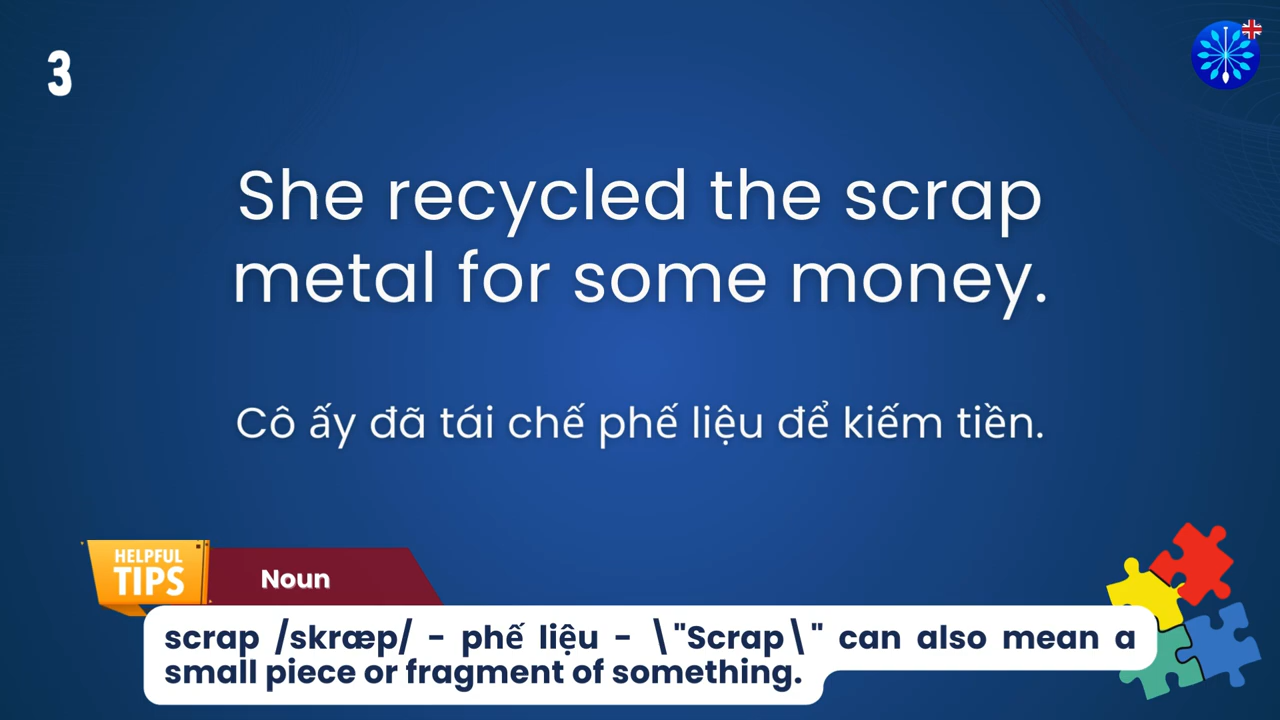 3
She recycled the scrap
metal for some money.
Cô ấy đã tái chế phế liệu để kiếm tiền.
HELPFUL
TIPS
Noun
scrap /skræp/ - phế liệu - \"Scrap\" can also mean a
small piece or fragment of something.